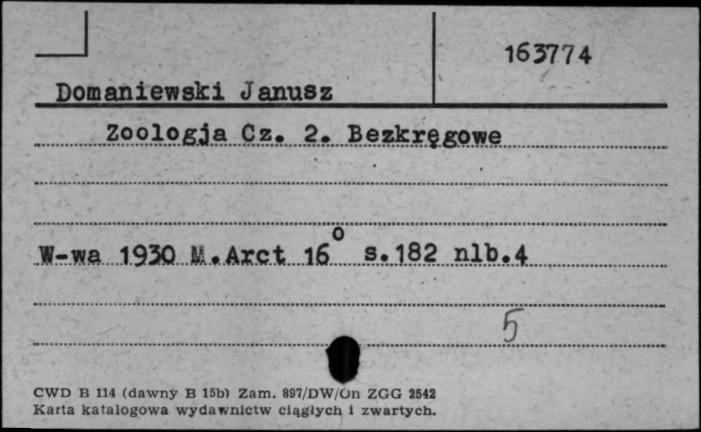 163774
Domaniewski Janusz
Zoologja Cz. 2. Bezkręgowe
W-wa 1930 M.Arct 16° s.182 nlb.4
5
CWD B 114 (dawny B 15b) Zam. 897/DW/On ZGG 2542
Karta katalogowa wydawnictw ciągłych i zwartych.